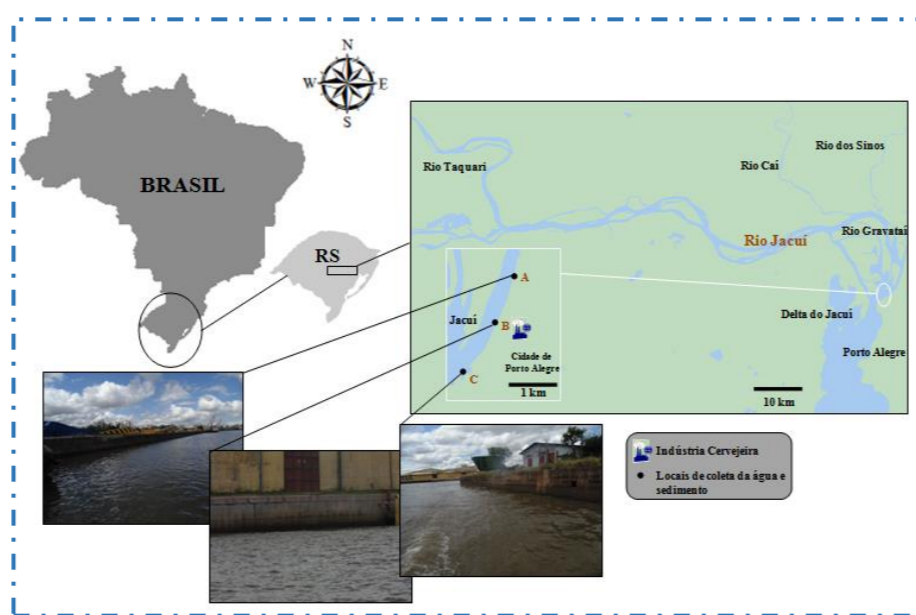 N
W E
S
BRASIL
RS
Rio Taquari
Rio Caí
Rio dos Sinos
Rio Jacuí
Rio Gravataí
A
Jacuí
B
Cidade de
Porto Alegre
C
1 km
Delta do Jacuí
Porto Alegre
10 km
Indústria Cervejeira
Locais de coleta da água e
sedimento